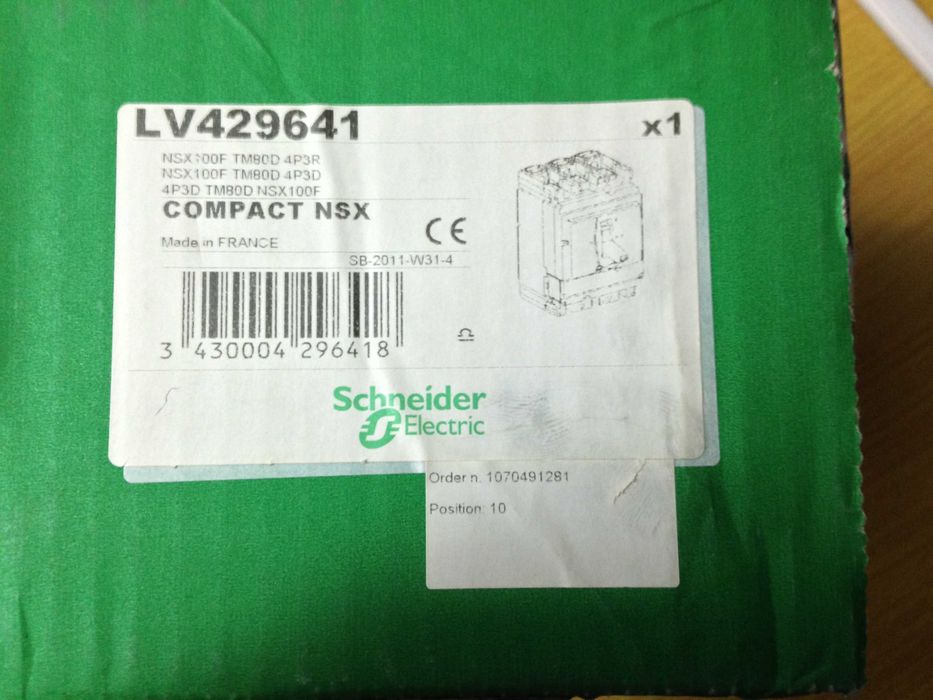 LV429641
x1
NSX100F TM80D 4P3R
NSX100F TM80D 4P3D
4P3D TM80D NSX100F
COMPACT NSX
Made in FRANCE
CE
SB-2011-W31-4
3 430004 296418
Schneider
Electric
Order n. 1070491281
Position: 10